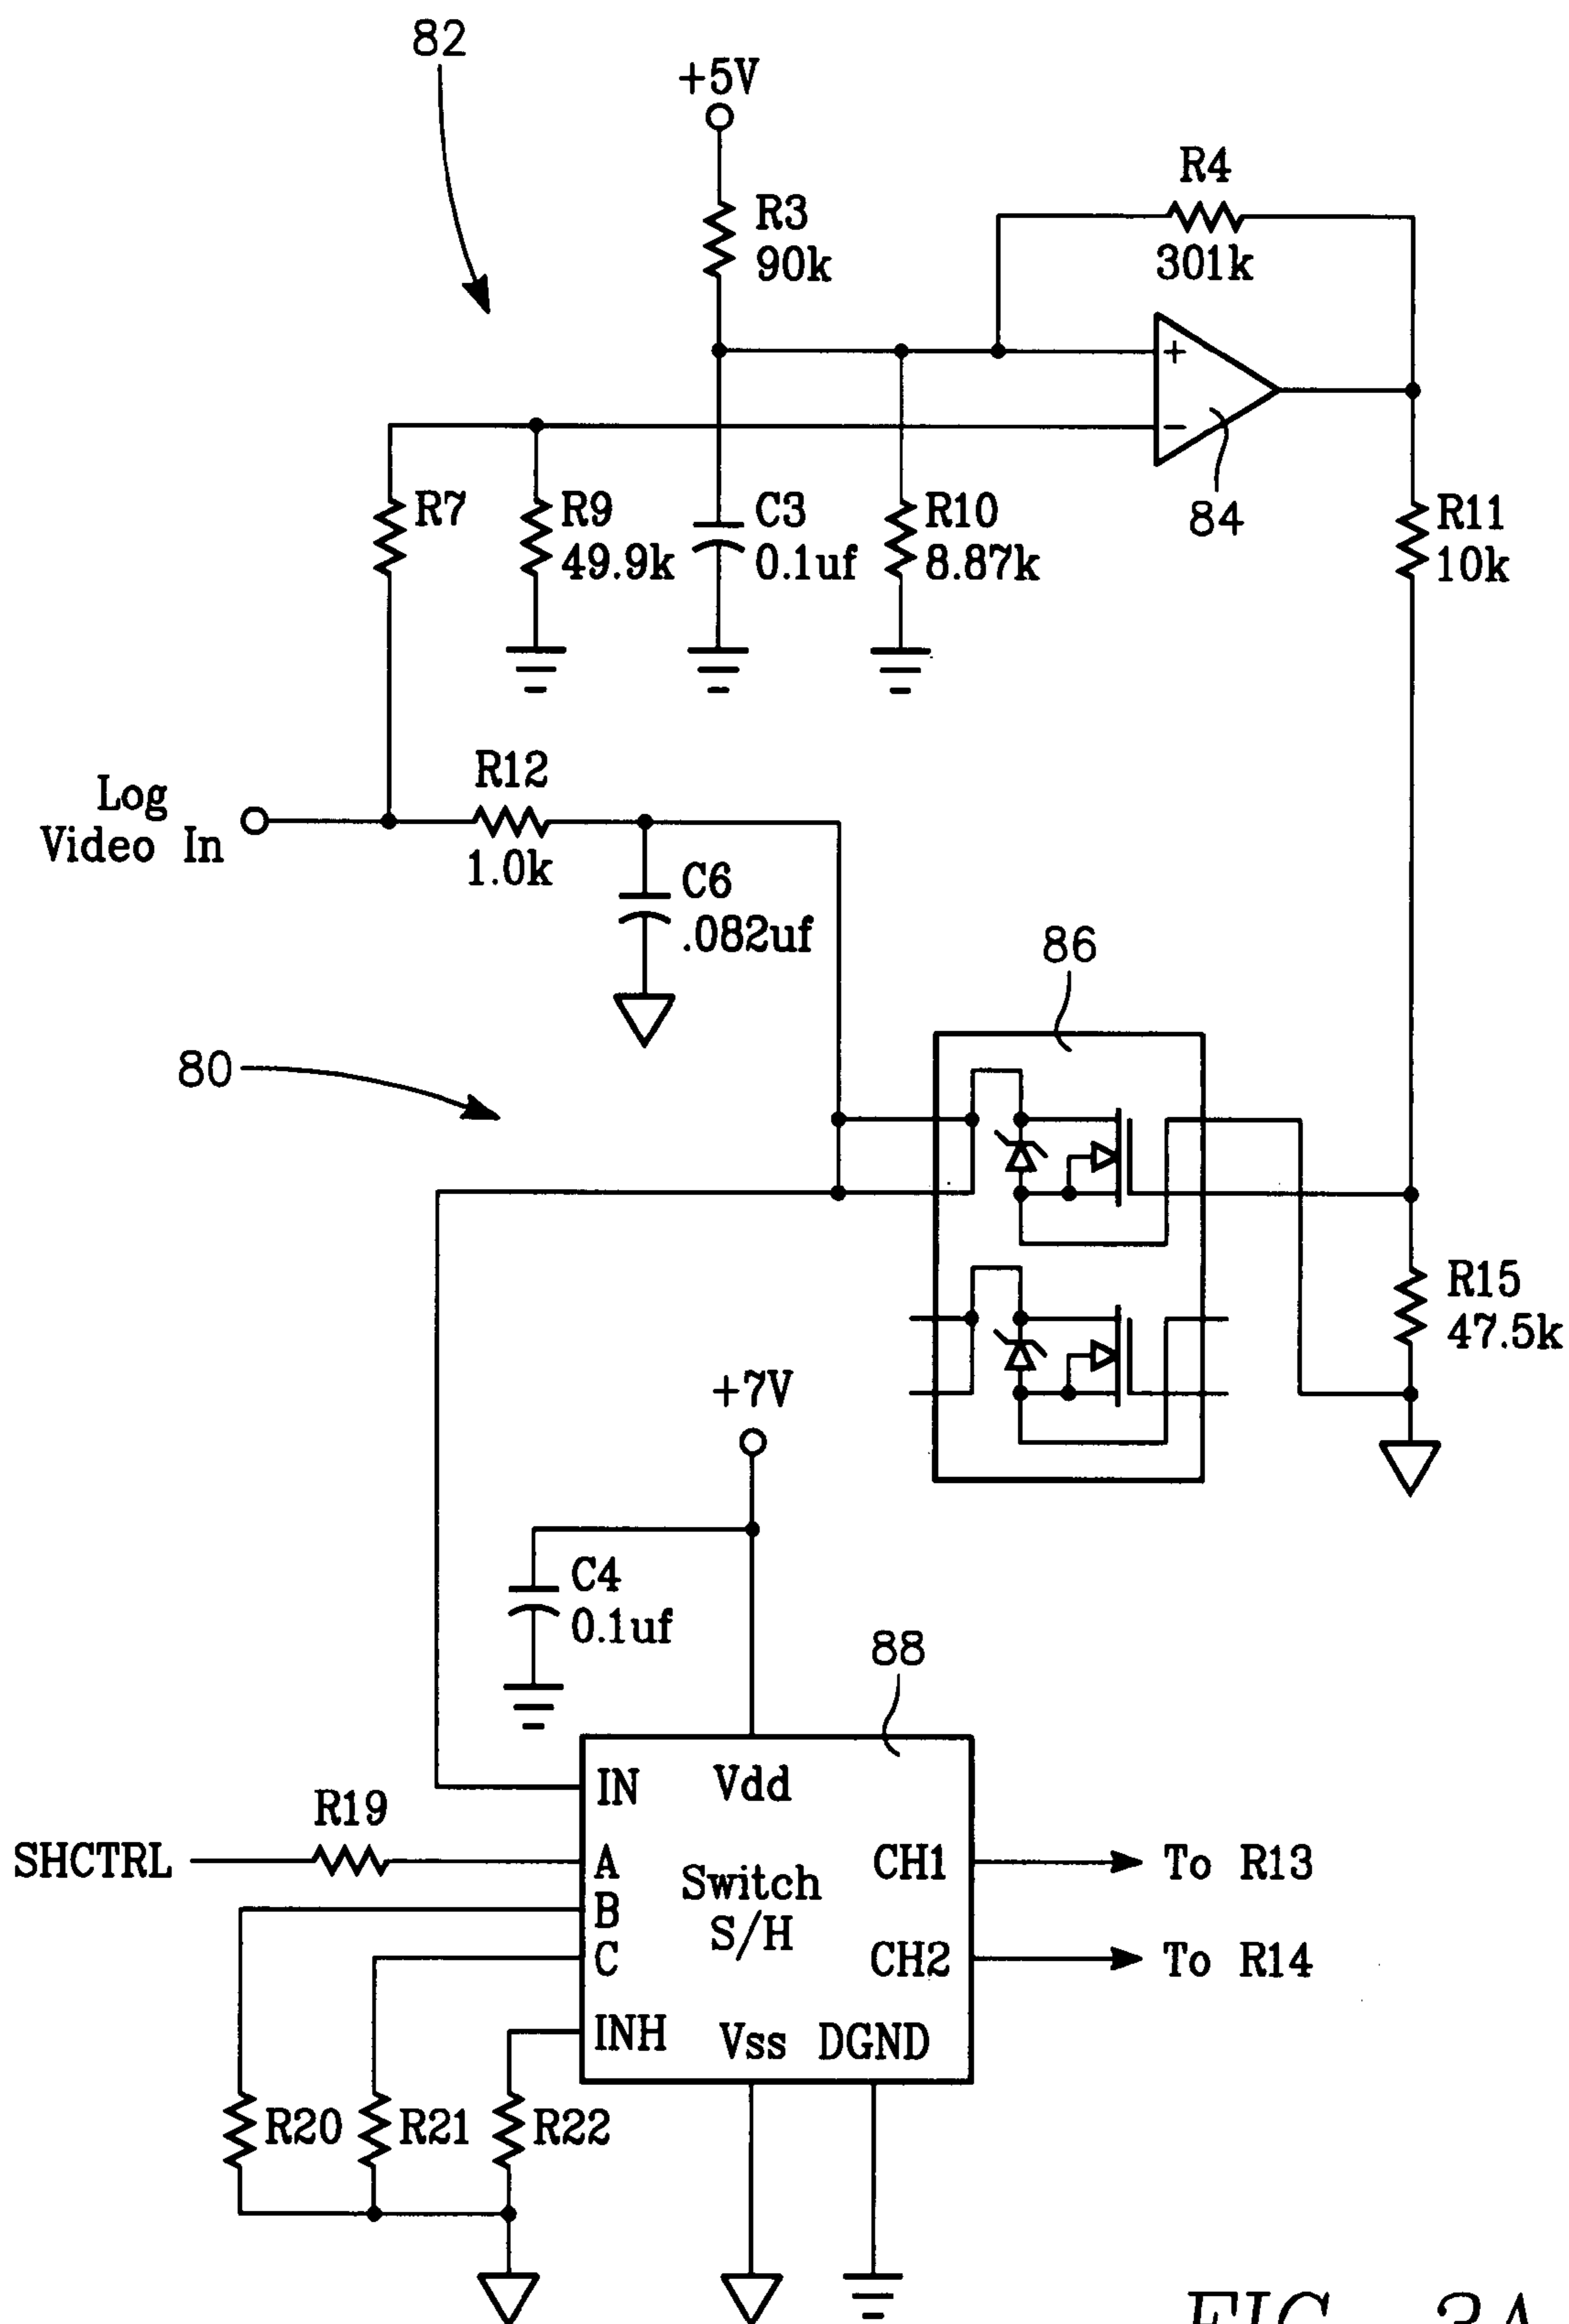 82
+5V
R4
301k
R3
90k
+
−
84
R7
R9
49.9k
C3
0.1uf
R10
8.87k
R11
10k
Log
Video In
R12
1.0k
C6
.082uf
86
80
R15
47.5k
+7V
C4
0.1uf
88
IN
Vdd
R19
SHCTRL
A
B
C
INH
Switch
S/H
CH1
To R13
CH2
To R14
Vss
DGND
R20
R21
R22
FIG. 3A